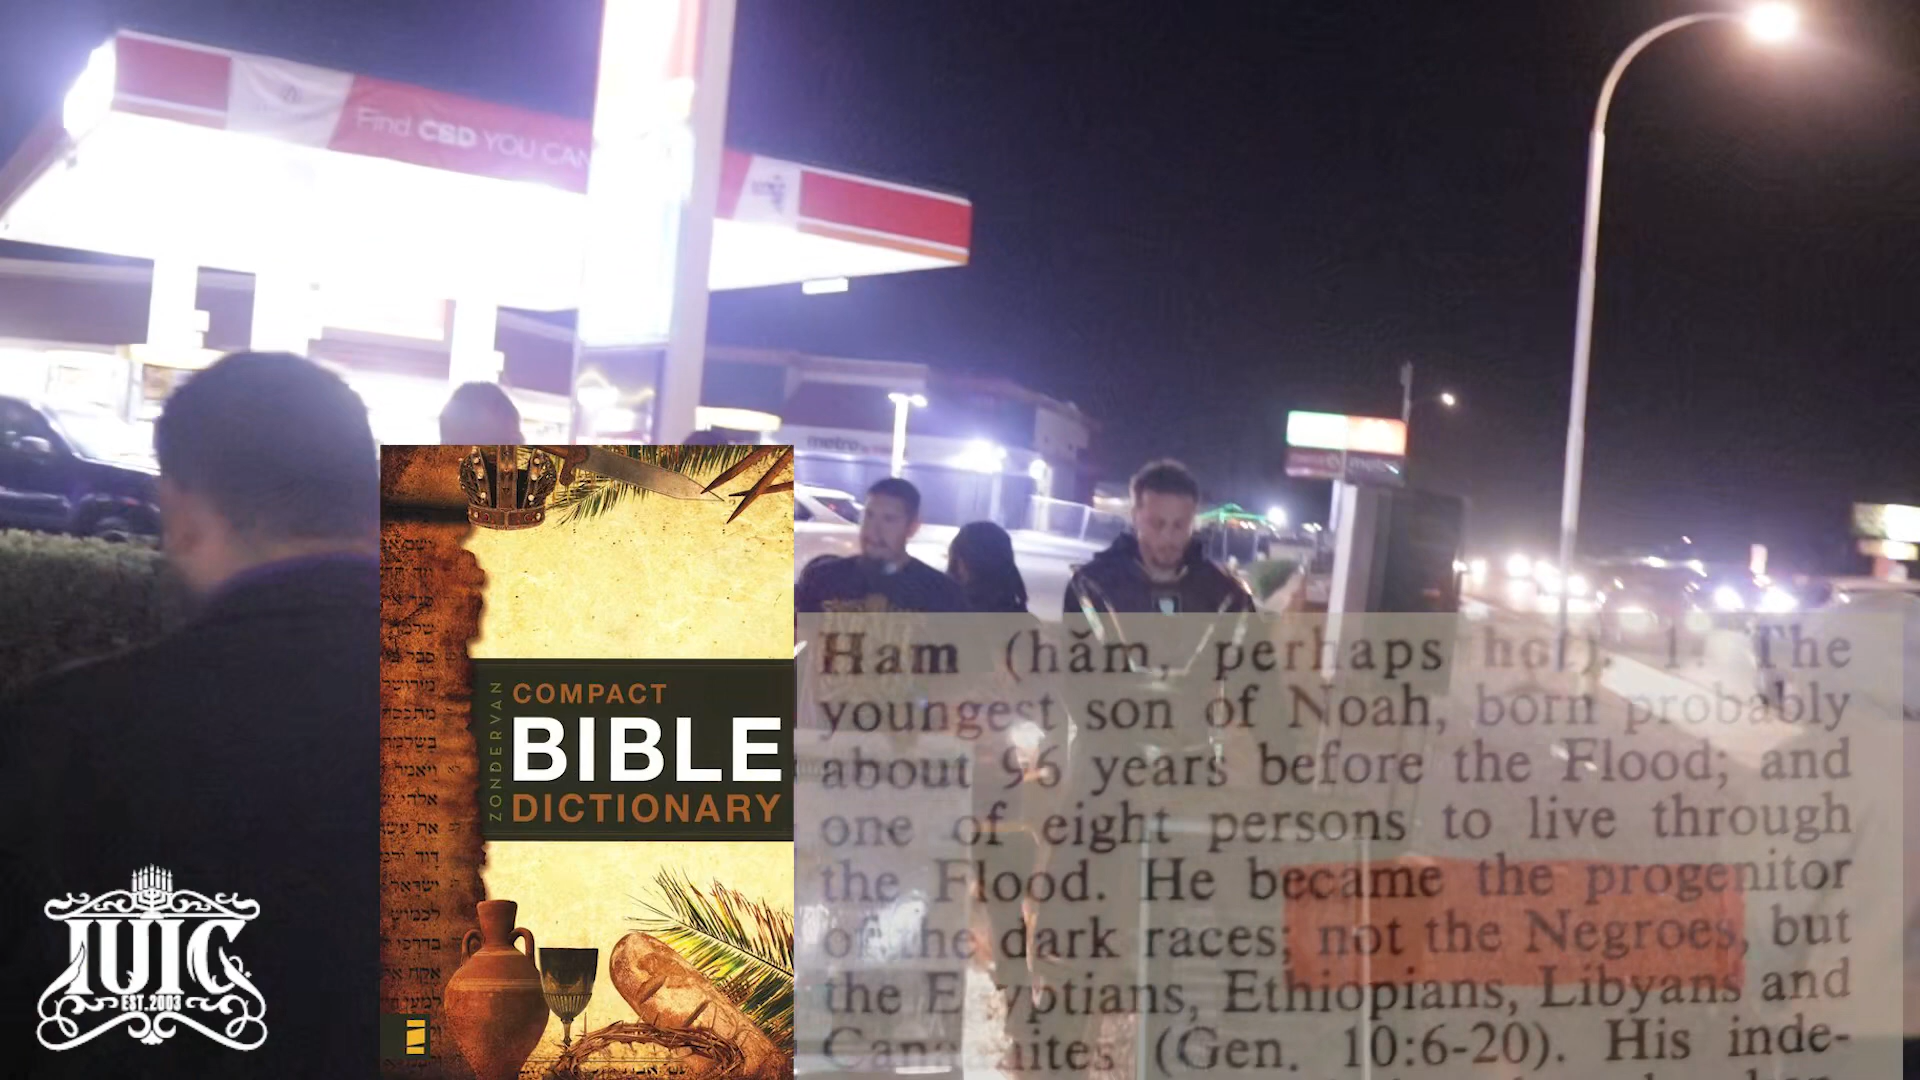 Find CBD YOU CAN
metro
ZONDERVAN
COMPACT
BIBLE
DICTIONARY
Ham (hăm, perhaps hot). 1. The
youngest son of Noah, born probably
about 96 years before the Flood; and
one of eight persons to live through
the Flood. He became the progenitor
of the dark races; not the Negroes, but
the Egyptians, Ethiopians, Libyans and
Canaanites (Gen. 10:6-20). His inde-
IUIC
EST.2003